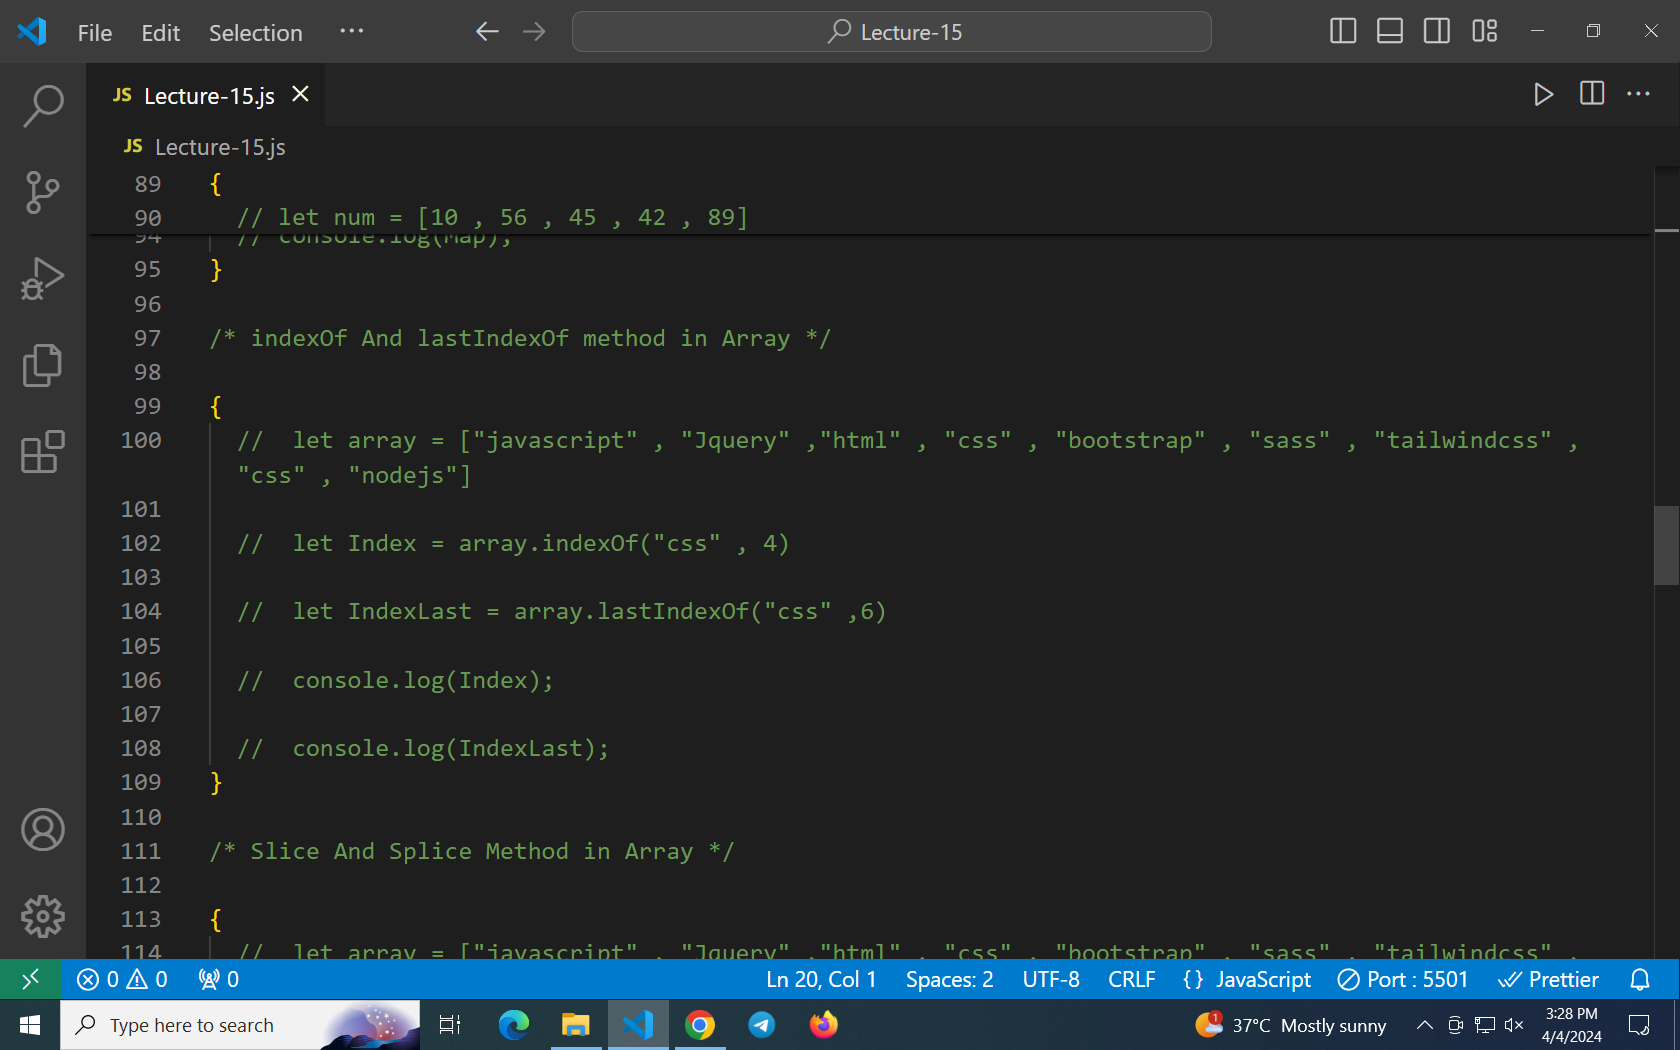 File Edit Selection ··· Lecture-15
JS Lecture-15.js
JS Lecture-15.js
89 {
90 // let num = [10 , 56 , 45 , 42 , 89]
94 // console.log(Map);
95 }
96
97 /* indexOf And lastIndexOf method in Array */
98
99 {
100 //  let array = ["javascript" , "Jquery" ,"html" , "css" , "bootstrap" , "sass" , "tailwindcss" ,
"css" , "nodejs"]
101
102 //  let Index = array.indexOf("css" , 4)
103
104 //  let IndexLast = array.lastIndexOf("css" ,6)
105
106 //  console.log(Index);
107
108 //  console.log(IndexLast);
109 }
110
111 /* Slice And Splice Method in Array */
112
113 {
114 //  let array = ["javascript" , "Jquery" ,"html" , "css" , "bootstrap" , "sass" , "tailwindcss" ,
0 0 0 Ln 20, Col 1 Spaces: 2 UTF-8 CRLF {} JavaScript Port : 5501 Prettier
Type here to search 1 37°C Mostly sunny 3:28 PM
4/4/2024